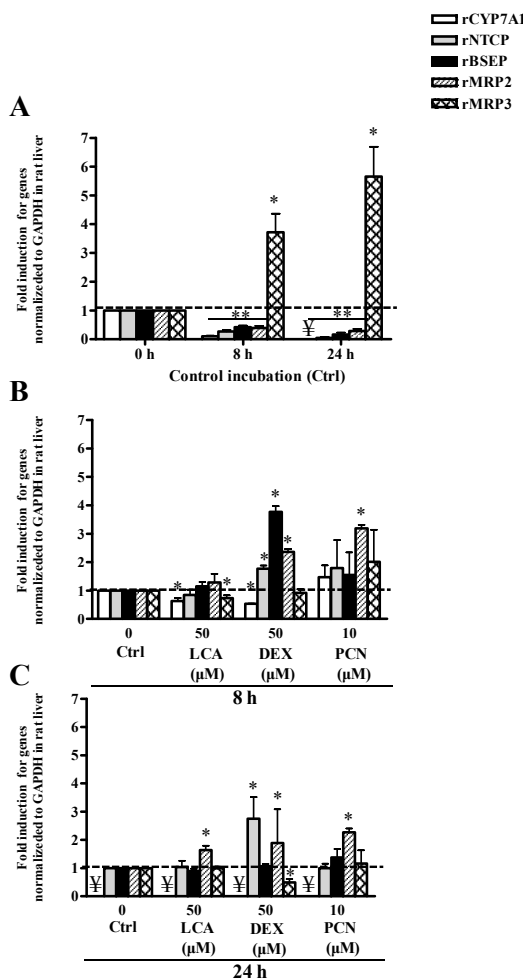 rCYP7A1
rNTCP
rBSEP
rMRP2
rMRP3
A
Fold induction for genes
normalizeded to GAPDH in rat liver
7
6
5
4
3
2
1
0
*
*
**
**
¥
0 h 8 h 24 h
Control incubation (Ctrl)
B
Fold induction for genes
normalizeded to GAPDH in rat liver
7
6
5
4
3
2
1
0
* * * * * * *
0 50 50 10
Ctrl LCA DEX PCN
(µM) (µM) (µM)
8 h
C
Fold induction for genes
normalizeded to GAPDH in rat liver
7
6
5
4
3
2
1
0
* * * * *
¥ ¥ ¥ ¥
0 50 50 10
Ctrl LCA DEX PCN
(µM) (µM) (µM)
24 h